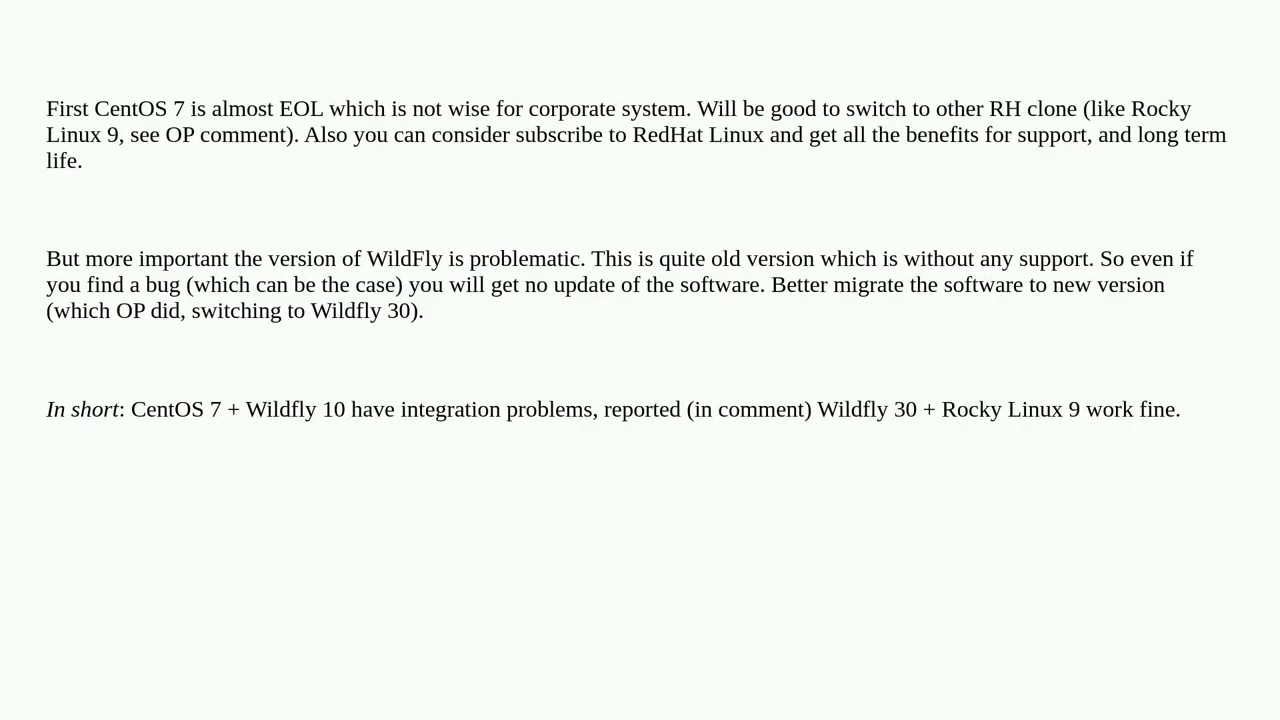 First CentOS 7 is almost EOL which is not wise for corporate system. Will be good to switch to other RH clone (like Rocky
Linux 9, see OP comment). Also you can consider subscribe to RedHat Linux and get all the benefits for support, and long term
life.
But more important the version of WildFly is problematic. This is quite old version which is without any support. So even if
you find a bug (which can be the case) you will get no update of the software. Better migrate the software to new version
(which OP did, switching to Wildfly 30).
In short: CentOS 7 + Wildfly 10 have integration problems, reported (in comment) Wildfly 30 + Rocky Linux 9 work fine.